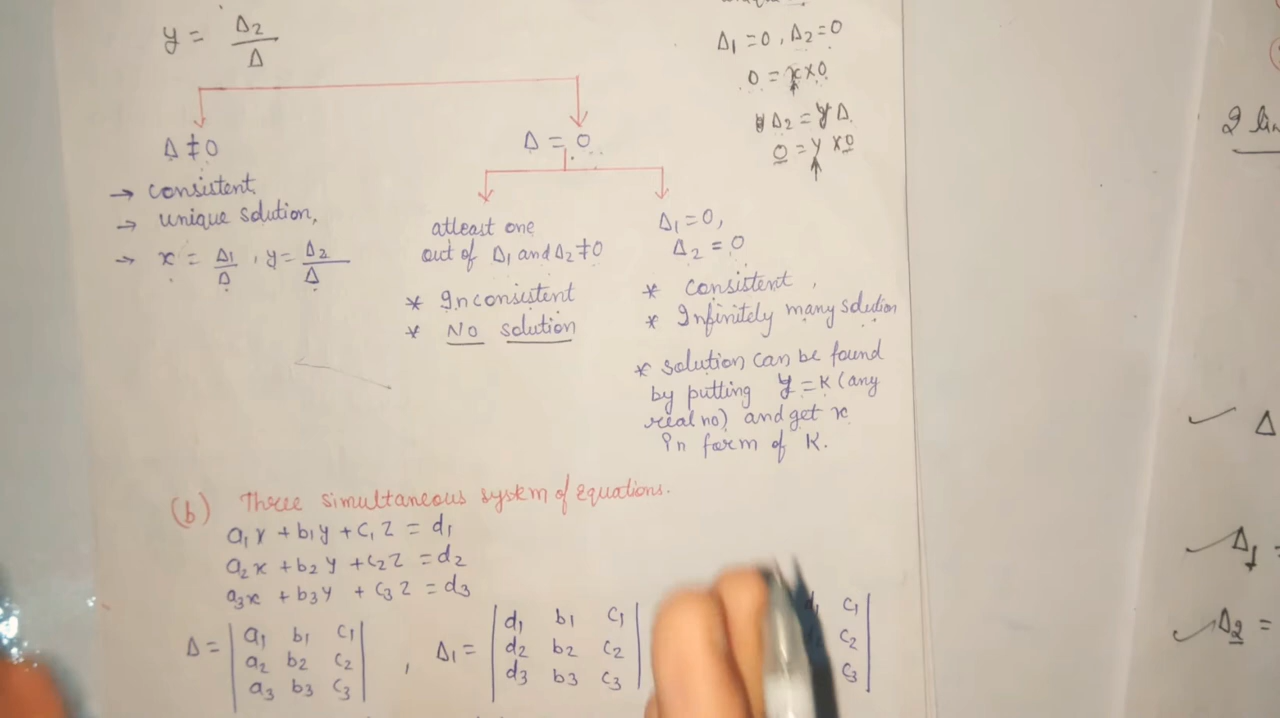 y = Δ2/Δ
Δ1 = 0, Δ2 = 0
0 = x × 0
Δ2 = yΔ
0 = y × 0
Δ ≠ 0
→ consistent,
→ unique solution,
→ x = Δ1/Δ, y = Δ2/Δ
Δ = 0
atleast one
out of Δ1 and Δ2 ≠ 0
* Inconsistent
* No solution
Δ1 = 0,
Δ2 = 0
* consistent,
* Infinitely many solution
* solution can be found
by putting y = K (any
real no) and get x
in form of K.
(b) Three simultaneous system of equations.
a1x + b1y + c1z = d1
a2x + b2y + c2z = d2
a3x + b3y + c3z = d3
Δ = | a1 b1 c1 | , Δ1 = | d1 b1 c1 | c1 |
| a2 b2 c2 | | d2 b2 c2 | c2 |
| a3 b3 c3 | | d3 b3 c3 | c3 |
2
Δ
Δ1 =
Δ2 =